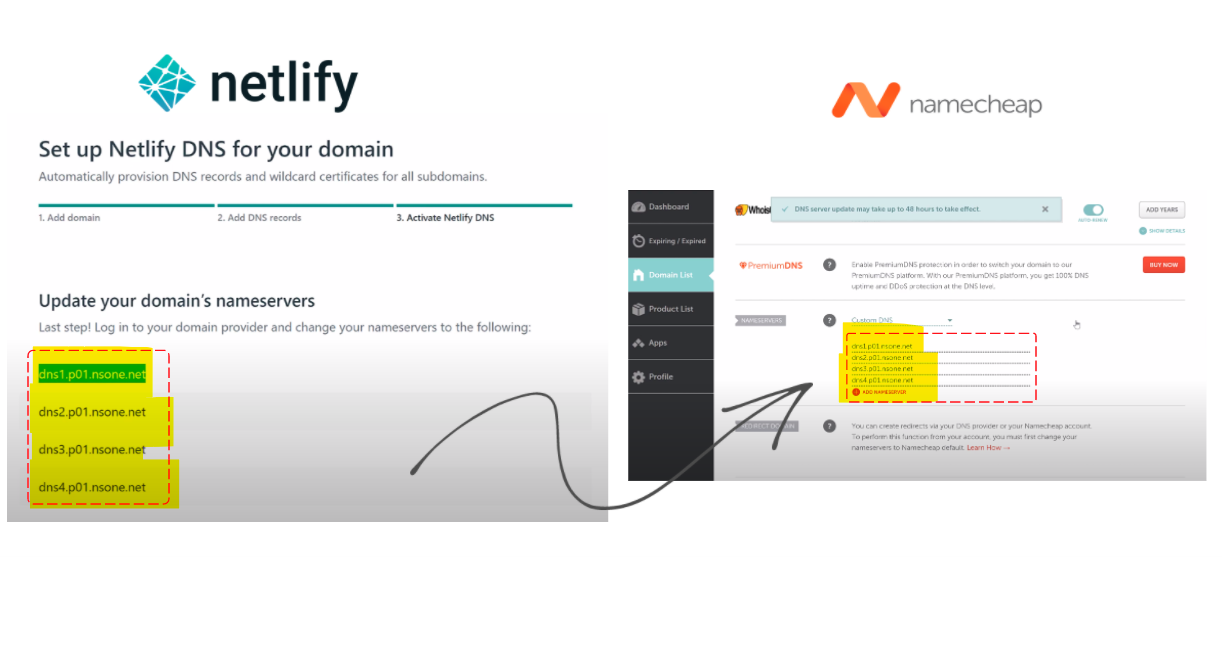 netlify
Set up Netlify DNS for your domain
Automatically provision DNS records and wildcard certificates for all subdomains.
1. Add domain
2. Add DNS records
3. Activate Netlify DNS
Update your domain's nameservers
Last step! Log in to your domain provider and change your nameservers to the following:
dns1.p01.nsone.net
dns2.p01.nsone.net
dns3.p01.nsone.net
dns4.p01.nsone.net
namecheap
Dashboard
Expiring / Expired
Domain List
Product List
Apps
Profile
DNS server update may take up to 48 hours to take effect.
AUTO-RENEW
ADD YEARS
SHOW DETAILS
PremiumDNS
?
Enable PremiumDNS protection in order to switch your domain to our
PremiumDNS platform. With our PremiumDNS platform, you get 100% DNS
uptime and DDoS protection at the DNS level.
BUY NOW
NAMESERVERS
?
Custom DNS
dns1.p01.nsone.net
dns2.p01.nsone.net
dns3.p01.nsone.net
dns4.p01.nsone.net
ADD NAMESERVER
REDIRECT DOMAIN
?
You can create redirects via your DNS provider or your Namecheap account.
To perform this function from your account, you must first change your
nameservers to Namecheap default. Learn How →